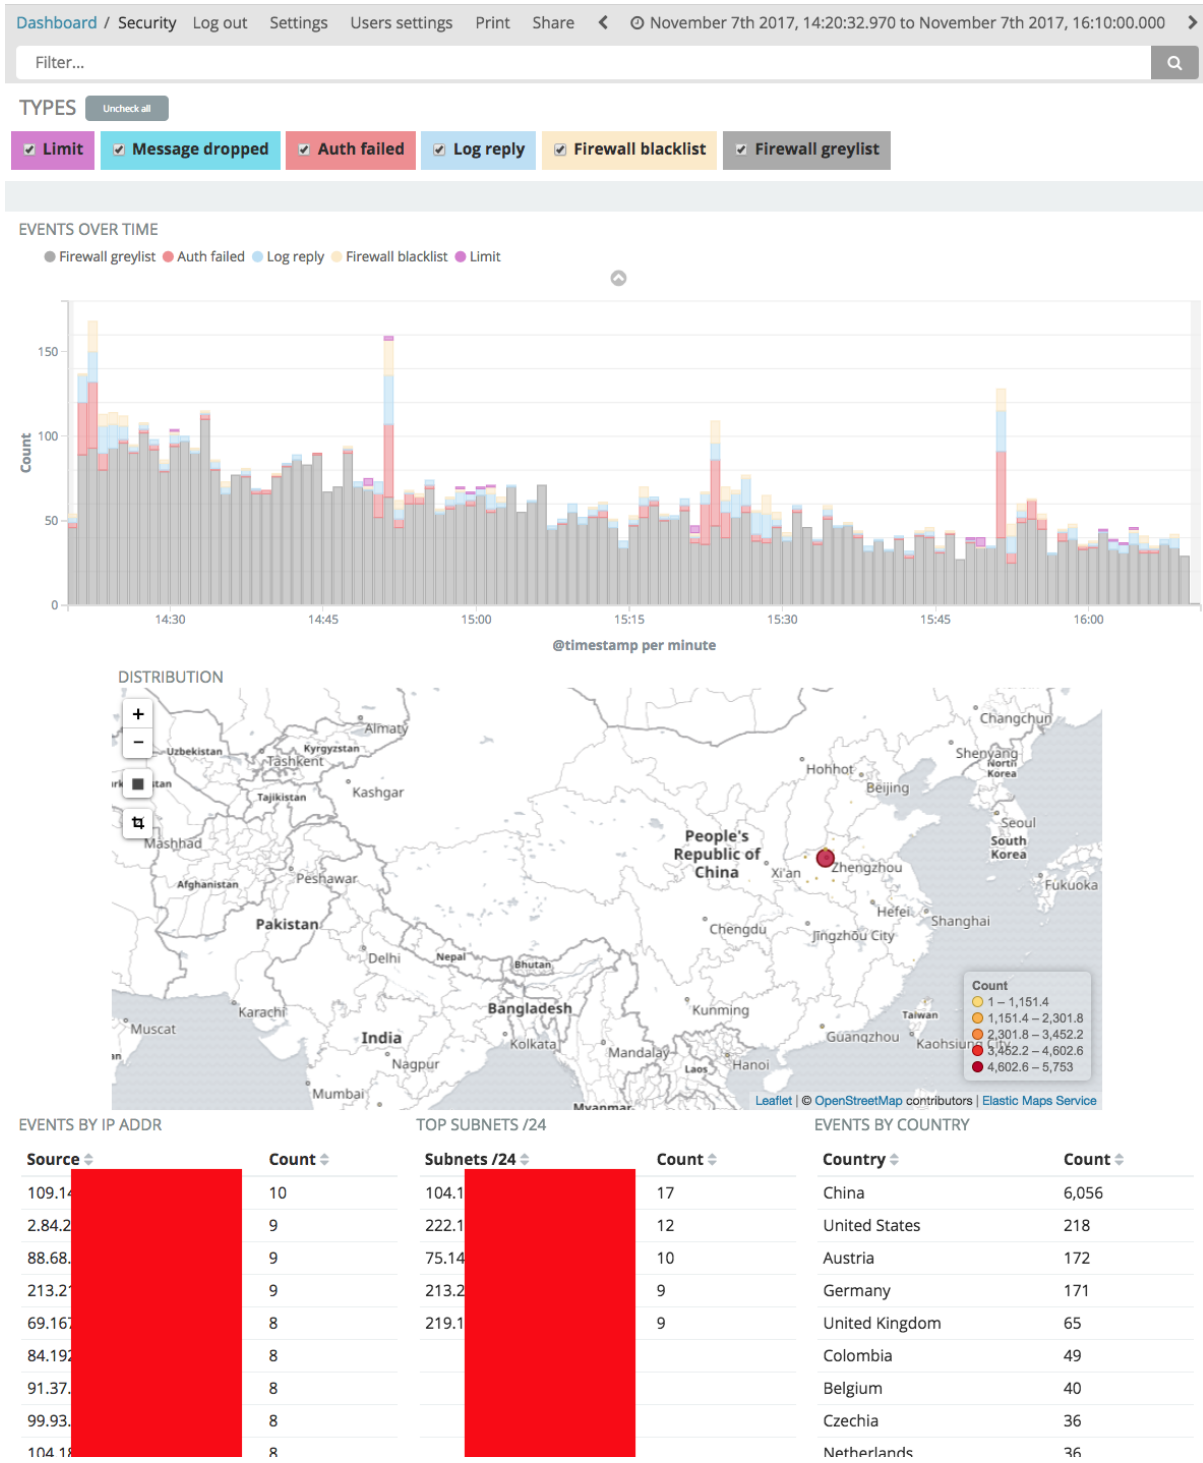 Dashboard / Security Log out Settings Users settings Print Share November 7th 2017, 14:20:32.970 to November 7th 2017, 16:10:00.000
Filter...
TYPES Uncheck all
Limit Message dropped Auth failed Log reply Firewall blacklist Firewall greylist
EVENTS OVER TIME
Firewall greylist Auth failed Log reply Firewall blacklist Limit
150
100
50
0
Count
14:30 14:45 15:00 15:15 15:30 15:45 16:00
@timestamp per minute
DISTRIBUTION
+
−
Changchun
Almaty
Uzbekistan Kyrgyzstan
Tashkent
Shenyang
North
Korea
Hohhot
Beijing
Tajikistan
Kashgar
Seoul
South
Korea
Mashhad
People's
Republic of
China
Xi'an Zhengzhou
Afghanistan
Peshawar
Fukuoka
Pakistan
Hefei
Shanghai
Chengdu
Jingzhou City
Delhi
Nepal
Bhutan
Karachi
Bangladesh
Kunming
Taiwan
Muscat
India
Kolkata
Mandalay
Guangzhou
Kaohsiung City
Nagpur
Laos
Hanoi
Mumbai
Myanmar
Count
1 – 1,151.4
1,151.4 – 2,301.8
2,301.8 – 3,452.2
3,452.2 – 4,602.6
4,602.6 – 5,753
Leaflet | © OpenStreetMap contributors | Elastic Maps Service
EVENTS BY IP ADDR TOP SUBNETS /24 EVENTS BY COUNTRY
Source Count Subnets /24 Count Country Count
109.14 10 104.1 17 China 6,056
2.84.2 9 222.1 12 United States 218
88.68. 9 75.14 10 Austria 172
213.21 9 213.2 9 Germany 171
69.167 8 219.1 9 United Kingdom 65
84.192 8 Colombia 49
91.37. 8 Belgium 40
99.93. 8 Czechia 36
104.18 8 Netherlands 36